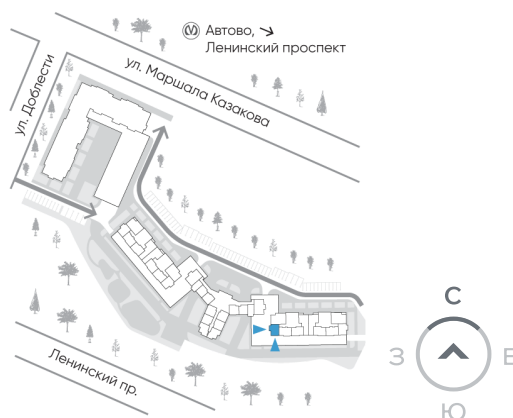 Автово, ↘
Ленинский проспект
ул. Доблести
ул. Маршала Казакова
Ленинский пр.
С
З
В
Ю